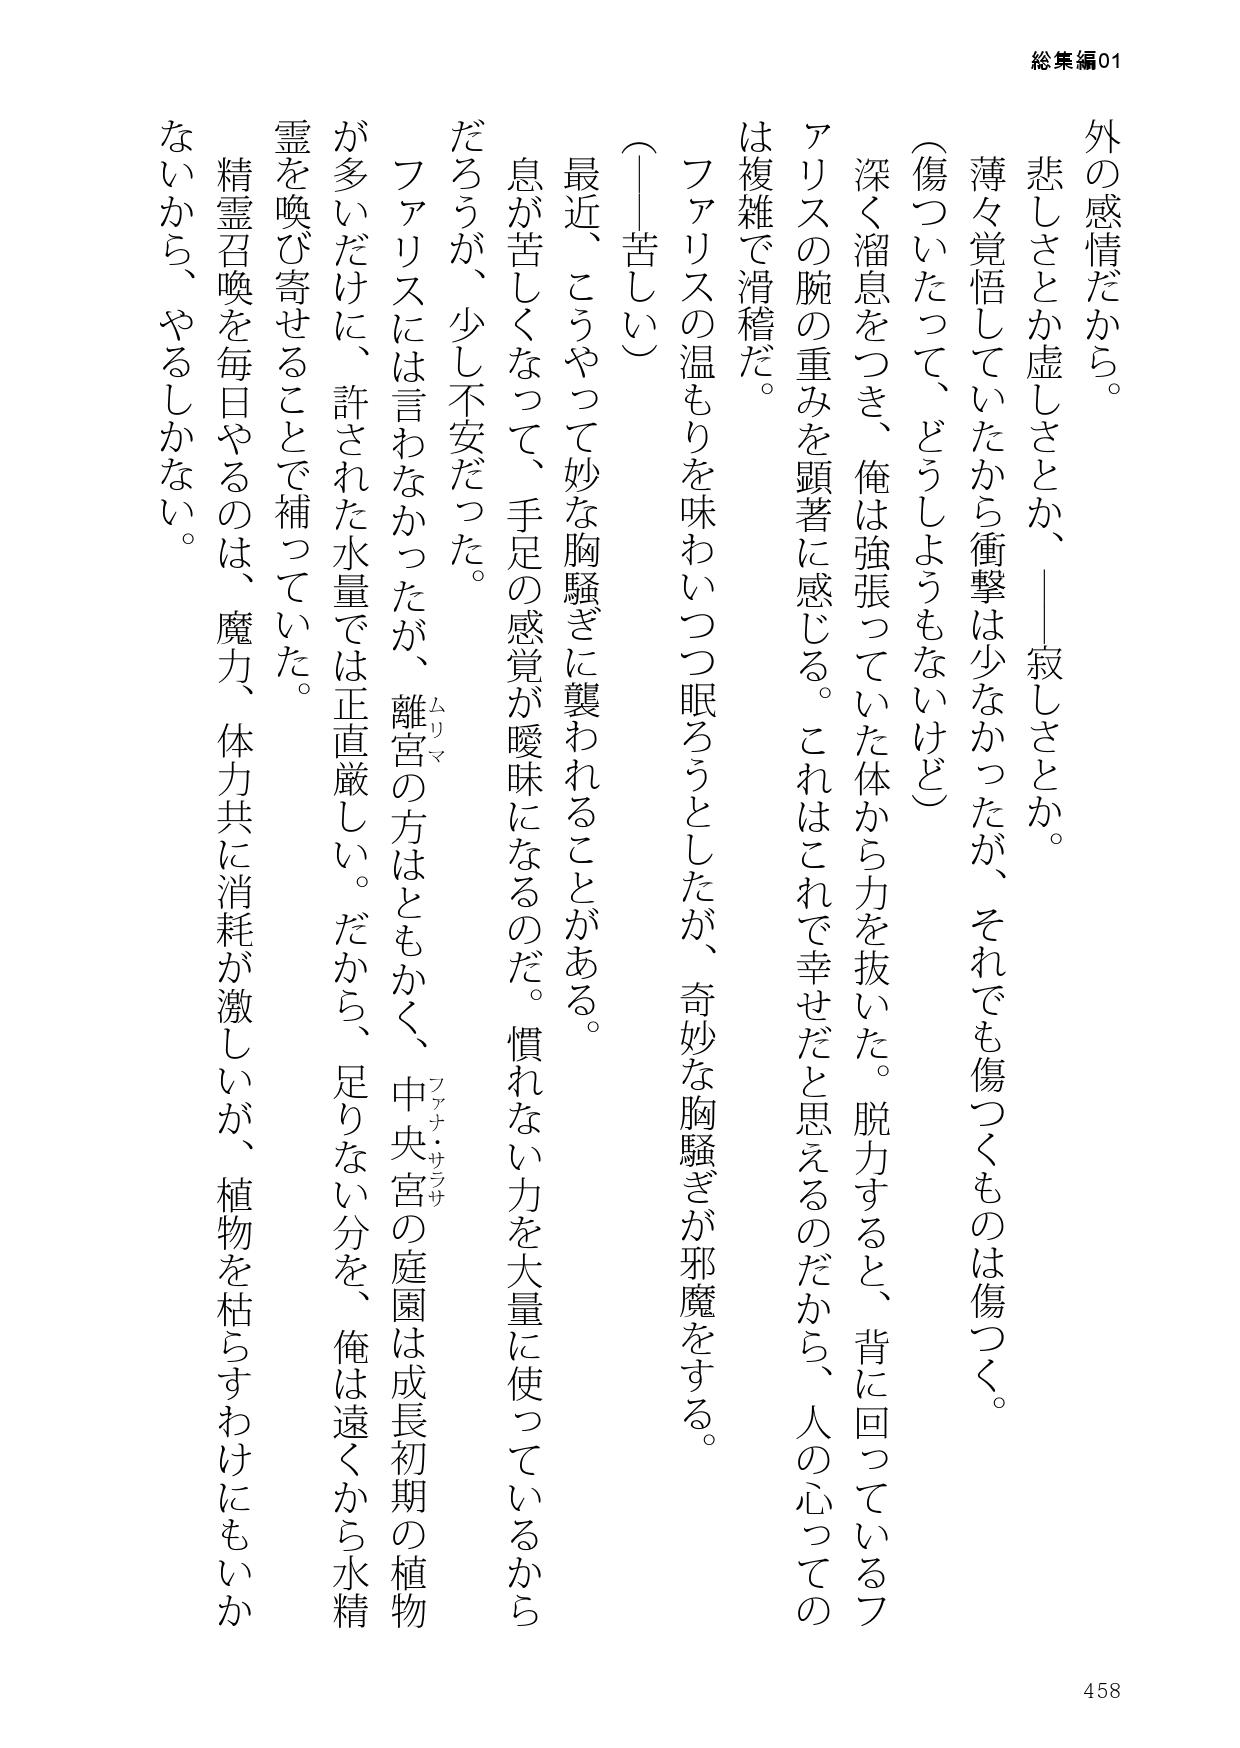 総集編01
外の感情だから。
悲しさとか虚しさとか、――寂しさとか。
薄々覚悟していたから衝撃は少なかったが、それでも傷つくものは傷つく。
（傷ついたって、どうしようもないけど）
深く溜息をつき、俺は強張っていた体から力を抜いた。脱力すると、背に回っているフ
ァリスの腕の重みを顕著に感じる。これはこれで幸せだと思えるのだから、人の心っての
は複雑で滑稽だ。
ファリスの温もりを味わいつつ眠ろうとしたが、奇妙な胸騒ぎが邪魔をする。
（――苦しい）
最近、こうやって妙な胸騒ぎに襲われることがある。
息が苦しくなって、手足の感覚が曖昧になるのだ。慣れない力を大量に使っているから
だろうが、少し不安だった。
ムリマ
ファナ・サラサ
ファリスには言わなかったが、離宮の方はともかく、中央宮の庭園は成長初期の植物
が多いだけに、許された水量では正直厳しい。だから、足りない分を、俺は遠くから水精
霊を喚び寄せることで補っていた。
精霊召喚を毎日やるのは、魔力、体力共に消耗が激しいが、植物を枯らすわけにもいか
ないから、やるしかない。
458